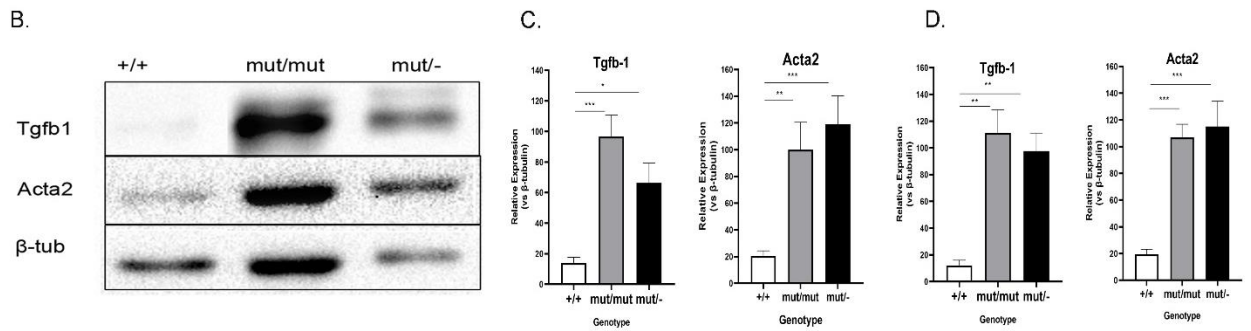 B.
+/+ mut/mut mut/-
Tgfb1
Acta2
β-tub
C.
Tgfb-1
Relative Expression
(vs β-tubulin)
140
120
100
80
60
40
20
0
*
***
+/+ mut/mut mut/-
Genotype
Acta2
Relative Expression
(vs β-tubulin)
160
140
120
100
80
60
40
20
0
***
**
+/+ mut/mut mut/-
Genotype
D.
Tgfb-1
Relative Expression
(vs β-tubulin)
160
140
120
100
80
60
40
20
0
**
**
+/+ mut/mut mut/-
Genotype
Acta2
Relative Expression
(vs β-tubulin)
160
140
120
100
80
60
40
20
0
***
***
+/+ mut/mut mut/-
Genotype